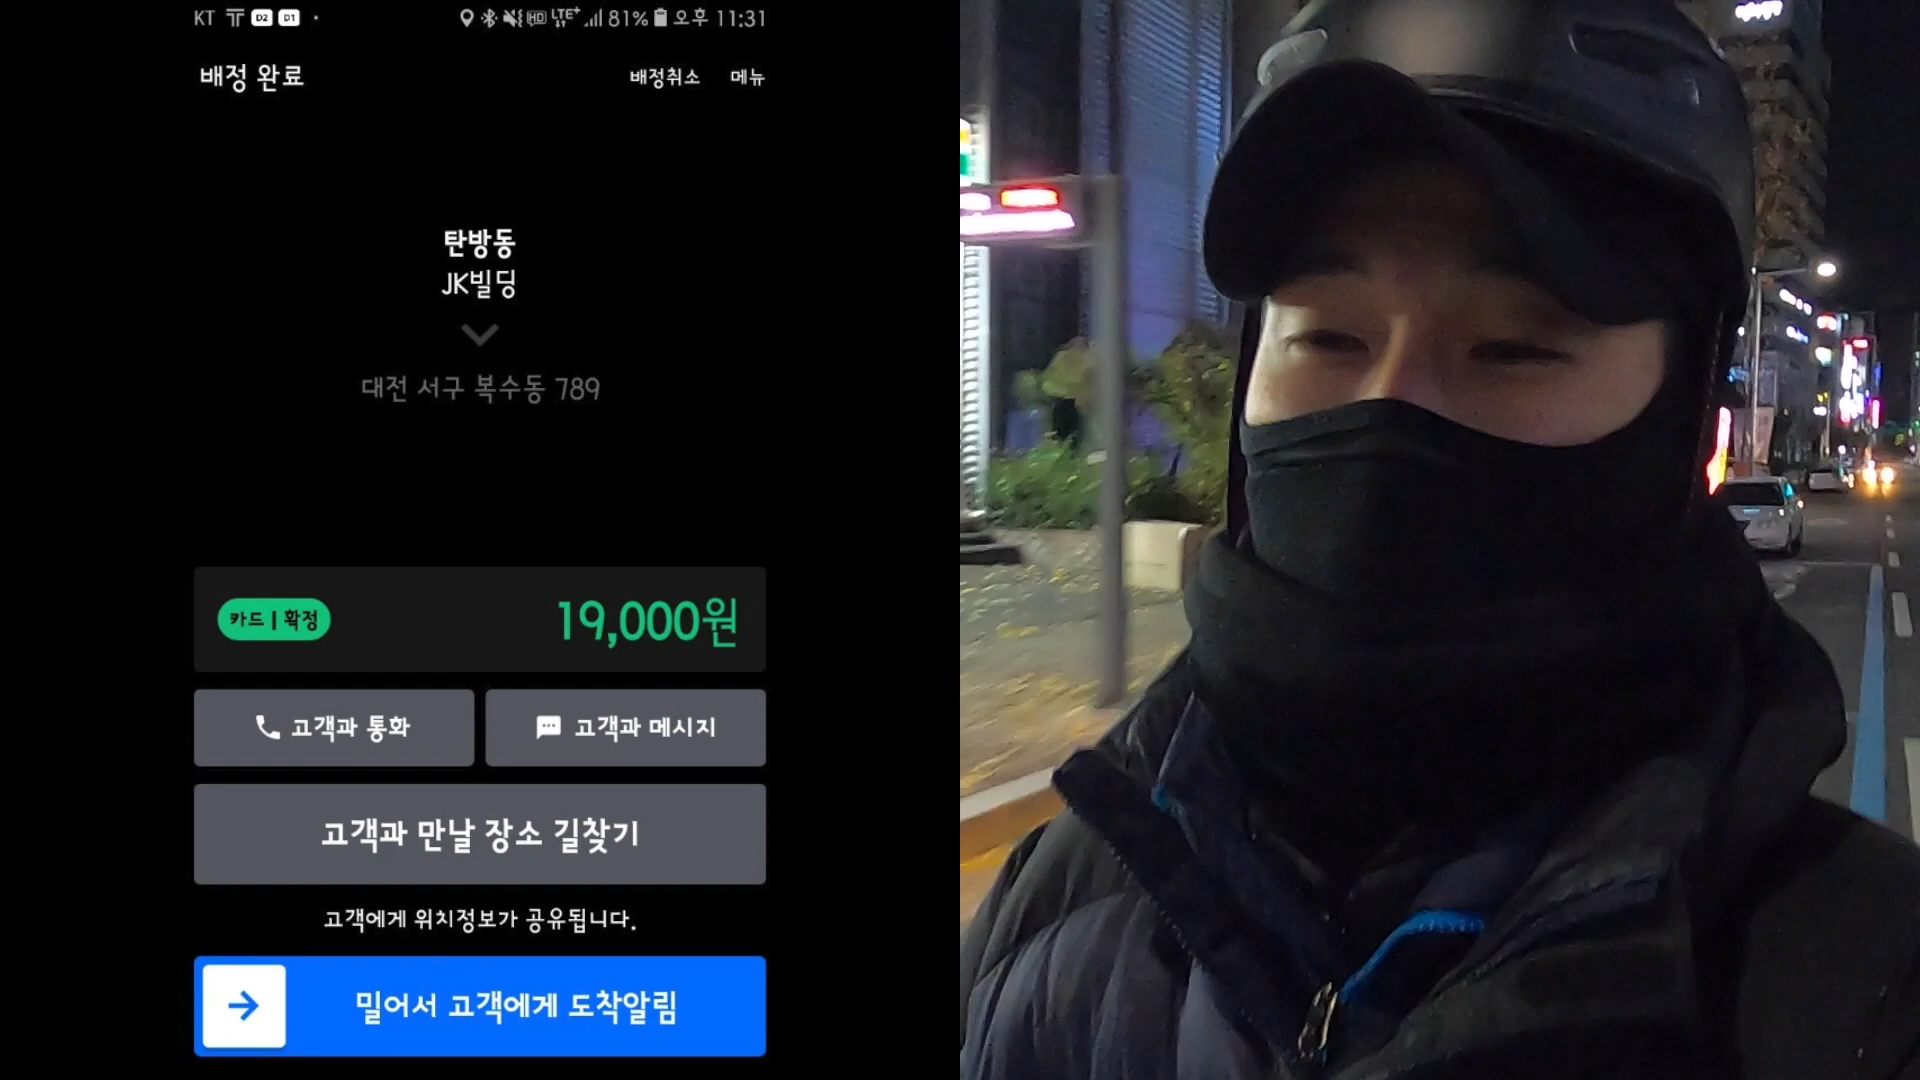 KT D2 D1 HD LTE+ 81% 오후 11:31
배정 완료 배정취소 메뉴
탄방동
JK빌딩
대전 서구 복수동 789
카드 | 확정 19,000원
고객과 통화 고객과 메시지
고객과 만날 장소 길찾기
고객에게 위치정보가 공유됩니다.
밀어서 고객에게 도착알림